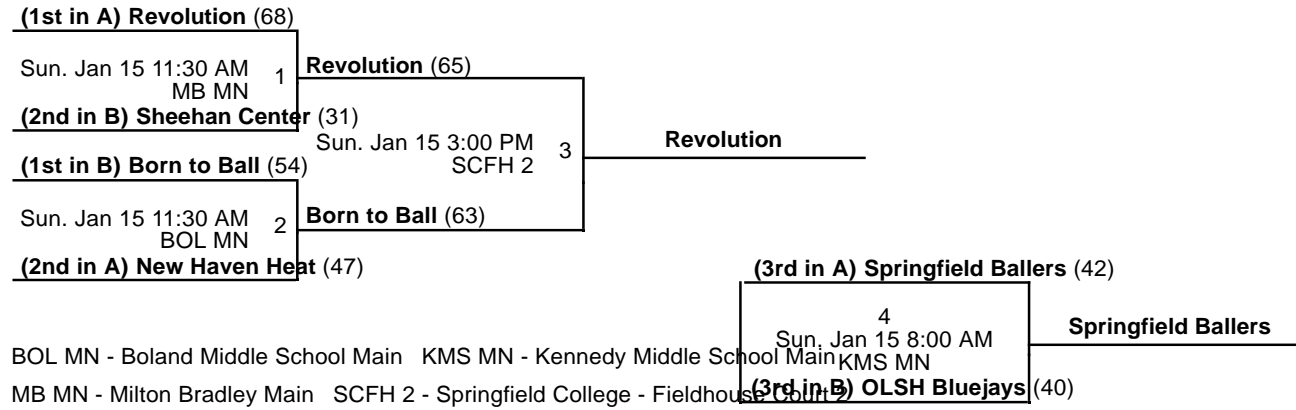 (1st in A) Revolution (68)
Sun. Jan 15 11:30 AM
MB MN
1
Revolution (65)
(2nd in B) Sheehan Center (31)
Sun. Jan 15 3:00 PM
SCFH 2
3
Revolution
(1st in B) Born to Ball (54)
Sun. Jan 15 11:30 AM
BOL MN
2
Born to Ball (63)
(2nd in A) New Haven Heat (47)
(3rd in A) Springfield Ballers (42)
4
Sun. Jan 15 8:00 AM
KMS MN
Springfield Ballers
(3rd in B) OLSH Bluejays (40)
BOL MN - Boland Middle School Main KMS MN - Kennedy Middle School Main
MB MN - Milton Bradley Main SCFH 2 - Springfield College - Fieldhouse Court 2